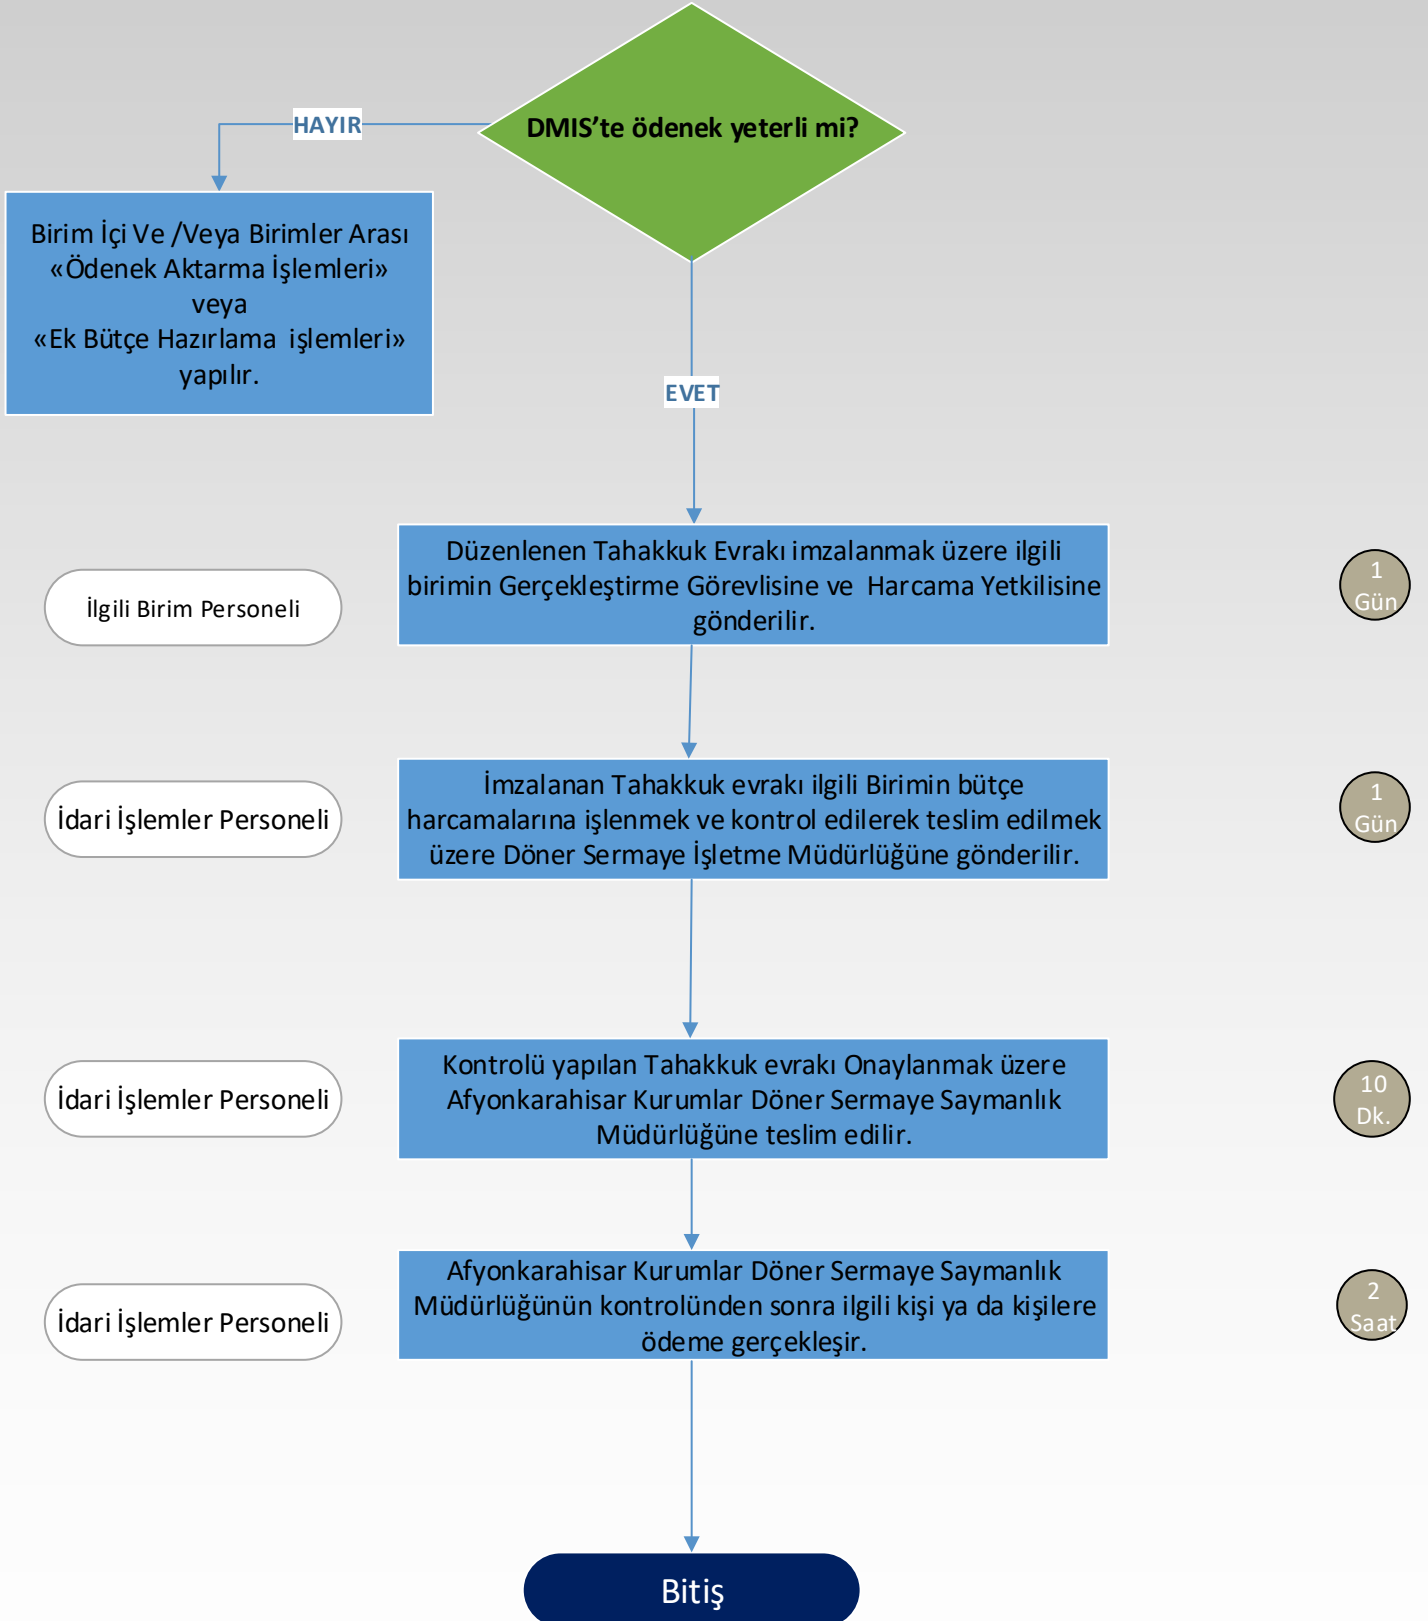 DMIS’te ödenek yeterli mi?
HAYIR
Birim İçi Ve /Veya Birimler Arası
«Ödenek Aktarma İşlemleri»
veya
«Ek Bütçe Hazırlama işlemleri»
yapılır.
EVET
İlgili Birim Personeli
Düzenlenen Tahakkuk Evrakı imzalanmak üzere ilgili
birimin Gerçekleştirme Görevlisine ve Harcama Yetkilisine
gönderilir.
1
Gün
İdari İşlemler Personeli
İmzalanan Tahakkuk evrakı ilgili Birimin bütçe
harcamalarına işlenmek ve kontrol edilerek teslim edilmek
üzere Döner Sermaye İşletme Müdürlüğüne gönderilir.
1
Gün
İdari İşlemler Personeli
Kontrolü yapılan Tahakkuk evrakı Onaylanmak üzere
Afyonkarahisar Kurumlar Döner Sermaye Saymanlık
Müdürlüğüne teslim edilir.
10
Dk.
İdari İşlemler Personeli
Afyonkarahisar Kurumlar Döner Sermaye Saymanlık
Müdürlüğünün kontrolünden sonra ilgili kişi ya da kişilere
ödeme gerçekleşir.
2
Saat
Bitiş